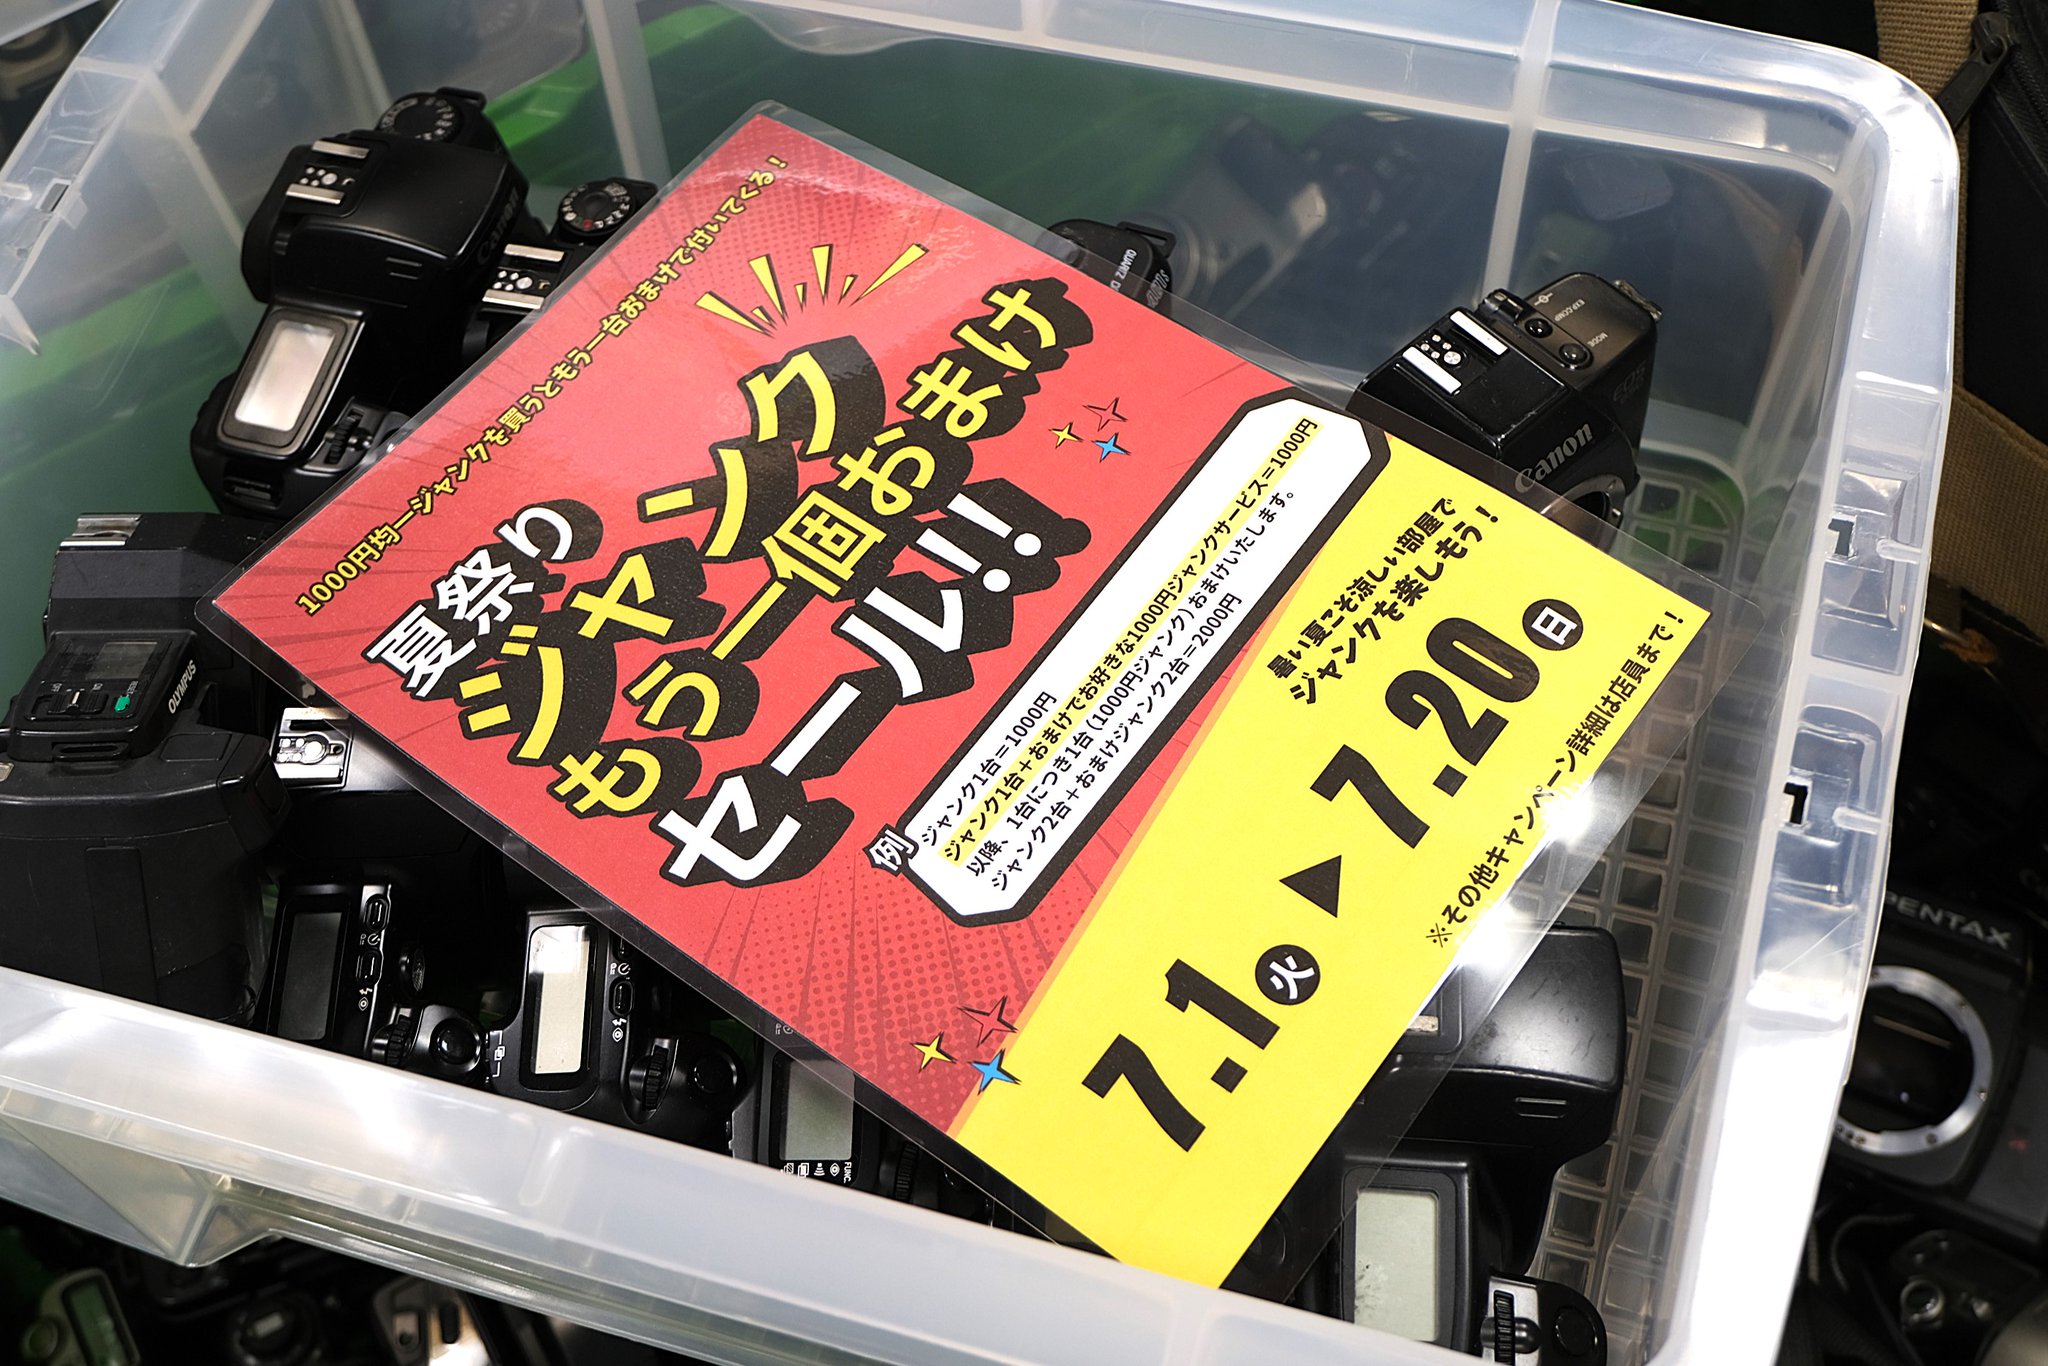 1000円均一ジャンクを買うともう一台おまけで付いてくる！
夏祭り
ジャンク
もう一個おまけ
セール!!
例
ジャンク1台＝1000円
ジャンク1台＋おまけでお好きな1000円ジャンクサービス＝1000円
以降、1台につき1台（1000円ジャンク）おまけいたします。
ジャンク2台＋おまけジャンク2台＝2000円
暑い夏こそ涼しい部屋で
ジャンクを楽しもう！
7.1火▶7.20日
※その他キャンペーン詳細は店員まで！
Canon
OLYMPUS
QUARTZ
EXP.COMP
MODE
Canon
PENTAX
FUNC.